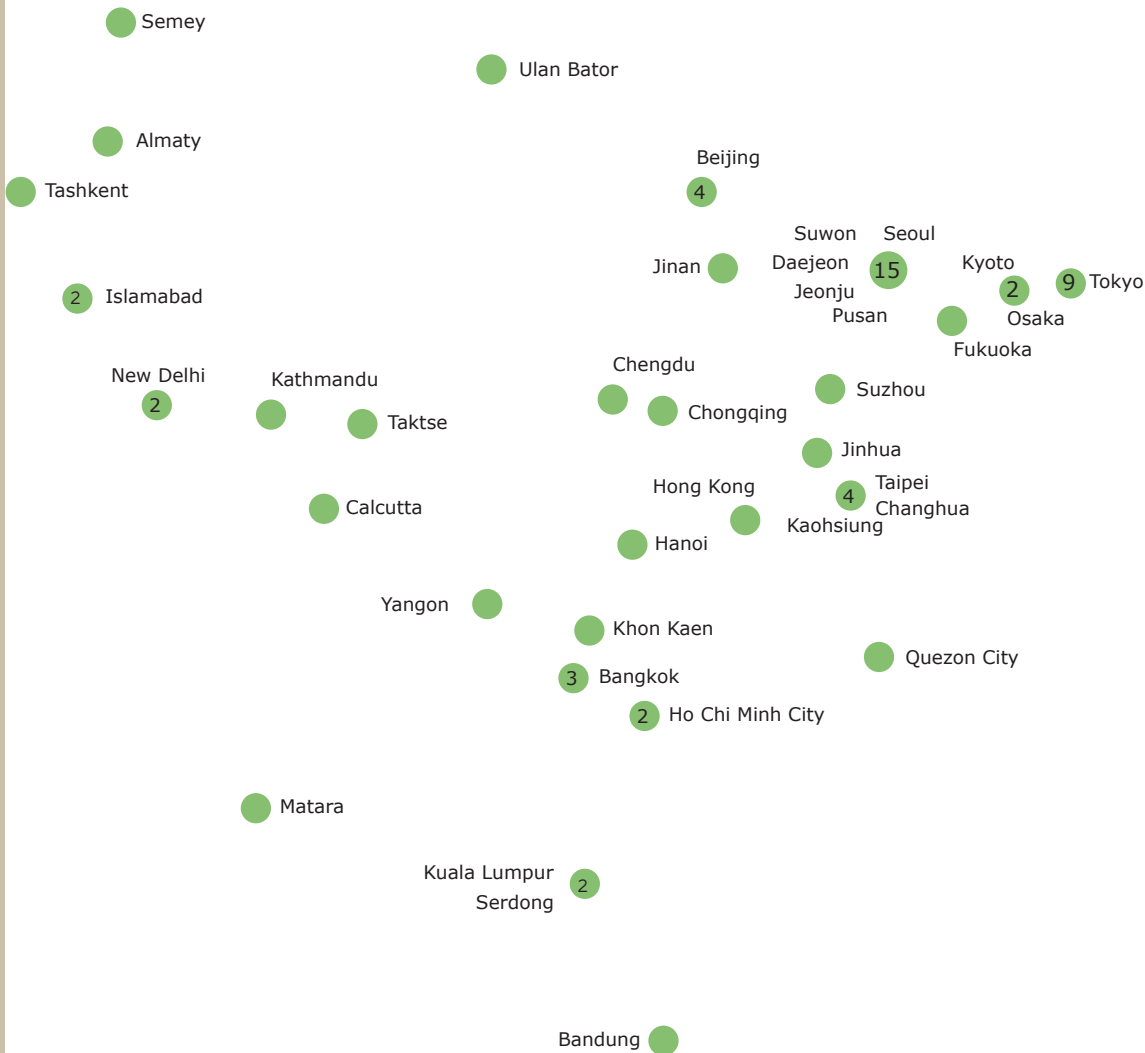 Semey
Ulan Bator
Almaty
Beijing
Tashkent
4
Suwon Seoul
Jinan
Daejeon
15
Kyoto
9 Tokyo
2 Islamabad
Jeonju
2
Pusan
Osaka
Fukuoka
New Delhi
Kathmandu
Chengdu
2
Taktse
Suzhou
Chongqing
Jinhua
Hong Kong
4
Taipei
Calcutta
Changhua
Kaohsiung
Hanoi
Yangon
Khon Kaen
Quezon City
3 Bangkok
2 Ho Chi Minh City
Matara
Kuala Lumpur
2
Serdong
Bandung